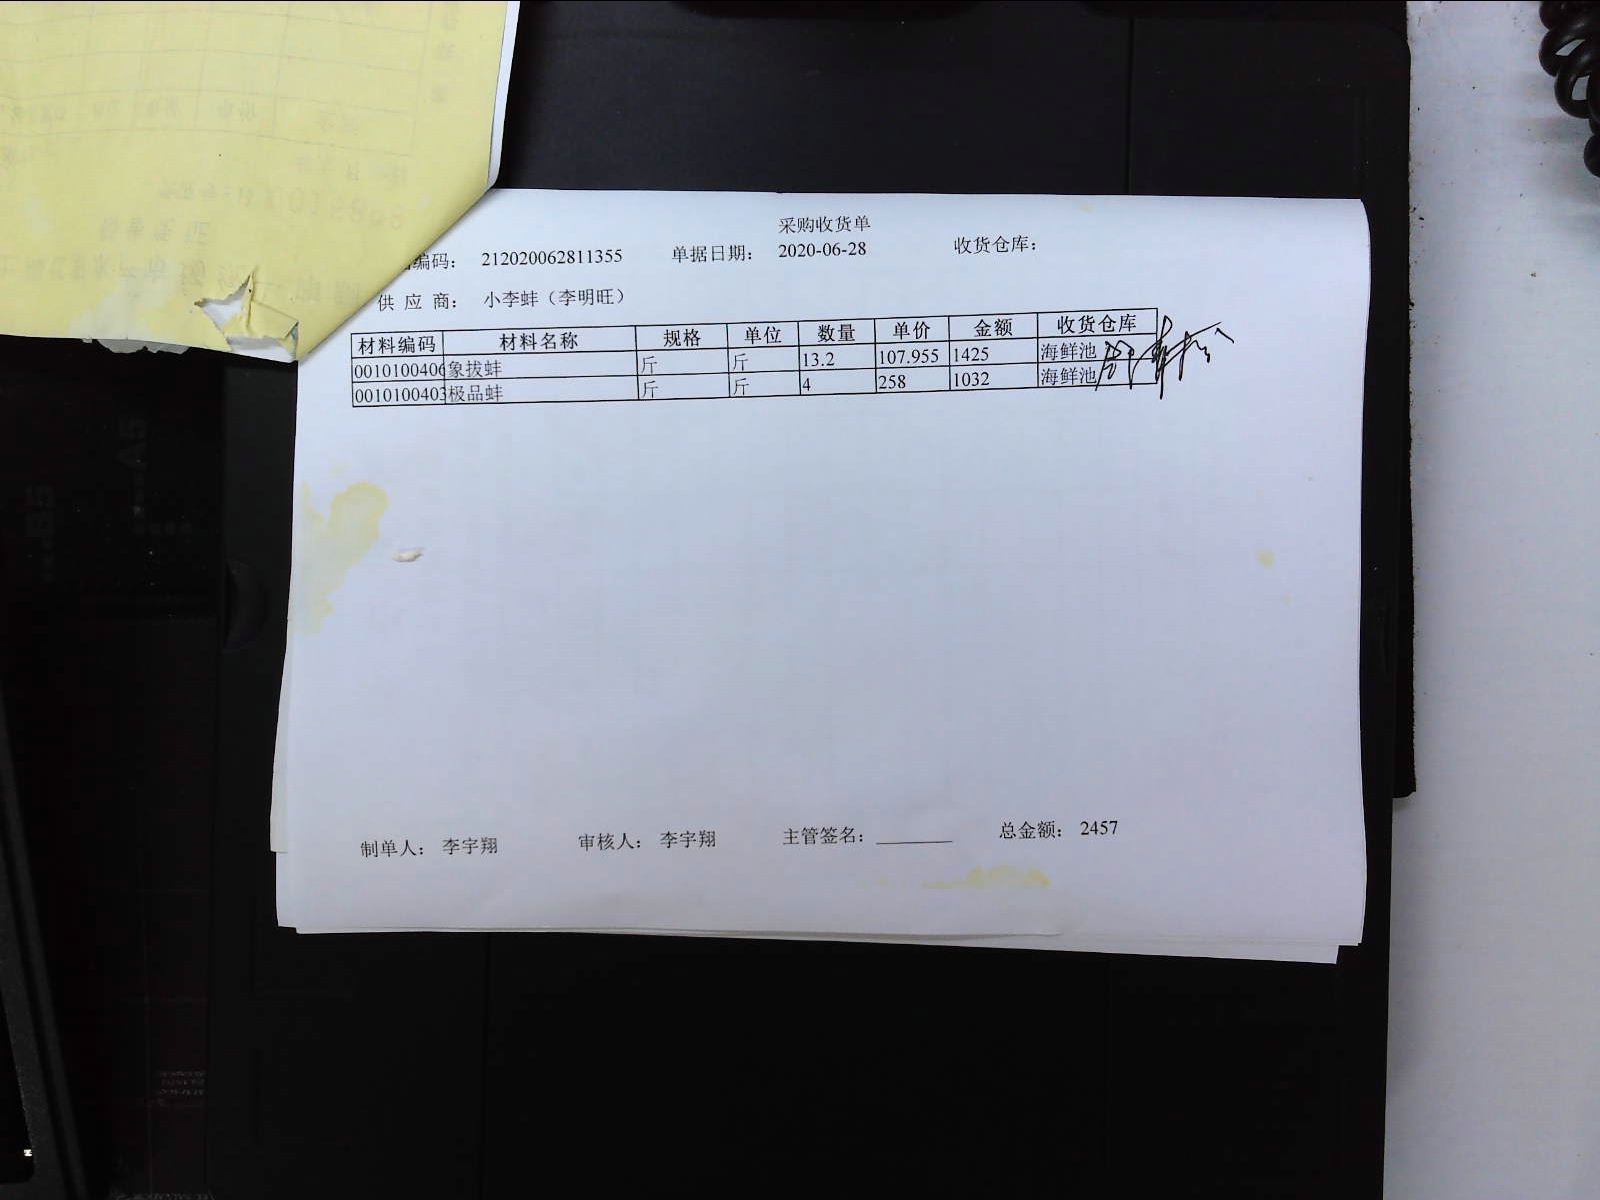 采购收货单
编码： 212020062811355 单据日期： 2020-06-28 收货仓库：
供 应 商： 小李蚌（李明旺）
材料编码 材料名称 规格 单位 数量 单价 金额 收货仓库
0010100406 象拔蚌 斤 斤 13.2 107.955 1425 海鲜池
0010100403 极品蚌 斤 斤 4 258 1032 海鲜池
制单人： 李宇翔 审核人： 李宇翔 主管签名： 总金额： 2457